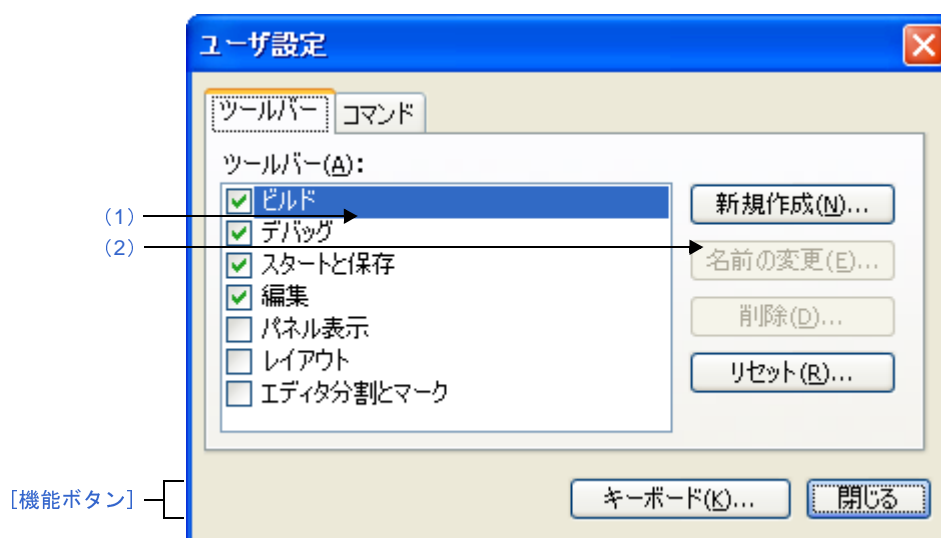 ユーザ設定
ツールバー コマンド
ツールバー(A):
ビルド
デバッグ
スタートと保存
編集
パネル表示
レイアウト
エディタ分割とマーク
新規作成(N)...
名前の変更(E)...
削除(D)...
リセット(R)...
(1)
(2)
[機能ボタン]
キーボード(K)... 閉じる